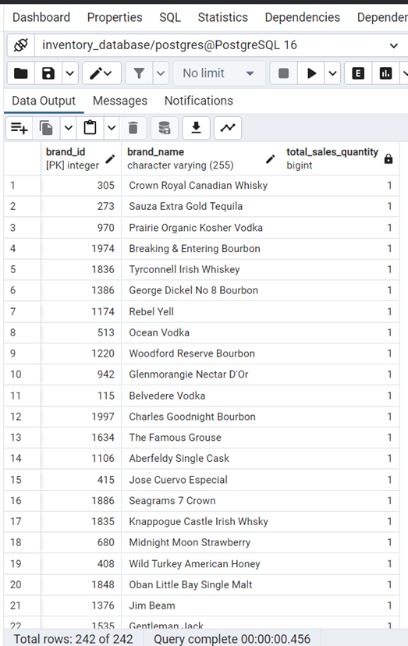 Dashboard Properties SQL Statistics Dependencies Depender
inventory_database/postgres@PostgreSQL 16
No limit E
Data Output Messages Notifications
brand_id brand_name total_sales_quantity
[PK] integer character varying (255) bigint
1 305 Crown Royal Canadian Whisky 1
2 273 Sauza Extra Gold Tequila 1
3 970 Prairie Organic Kosher Vodka 1
4 1974 Breaking & Entering Bourbon 1
5 1836 Tyrconnell Irish Whiskey 1
6 1386 George Dickel No 8 Bourbon 1
7 1174 Rebel Yell 1
8 513 Ocean Vodka 1
9 1220 Woodford Reserve Bourbon 1
10 942 Glenmorangie Nectar D'Or 1
11 115 Belvedere Vodka 1
12 1997 Charles Goodnight Bourbon 1
13 1634 The Famous Grouse 1
14 1106 Aberfeldy Single Cask 1
15 415 Jose Cuervo Especial 1
16 1886 Seagrams 7 Crown 1
17 1835 Knappogue Castle Irish Whsky 1
18 680 Midnight Moon Strawberry 1
19 408 Wild Turkey American Honey 1
20 1848 Oban Little Bay Single Malt 1
21 1376 Jim Beam 1
22 1535 Gentleman Jack 1
Total rows: 242 of 242 Query complete 00:00:00.456